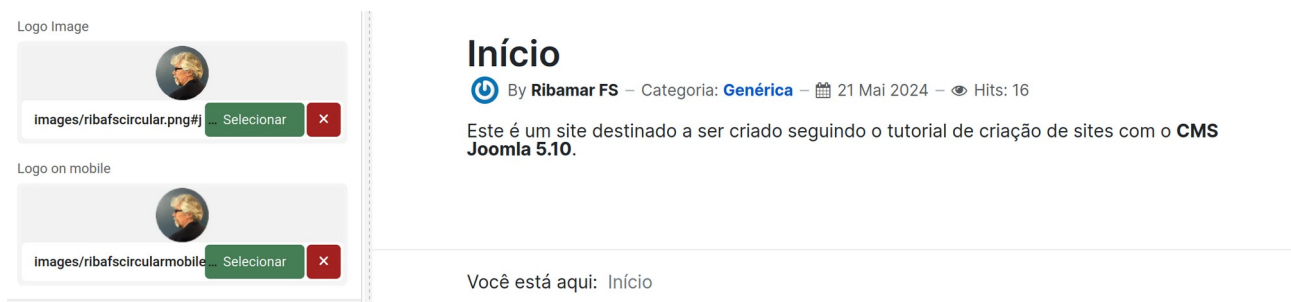 Logo Image
images/ribafscircular.png#j ... Selecionar ×
Logo on mobile
images/ribafscircularmobile... Selecionar ×
Início
By Ribamar FS – Categoria: Genérica – 21 Mai 2024 – Hits: 16
Este é um site destinado a ser criado seguindo o tutorial de criação de sites com o CMS
Joomla 5.10.
Você está aqui: Início